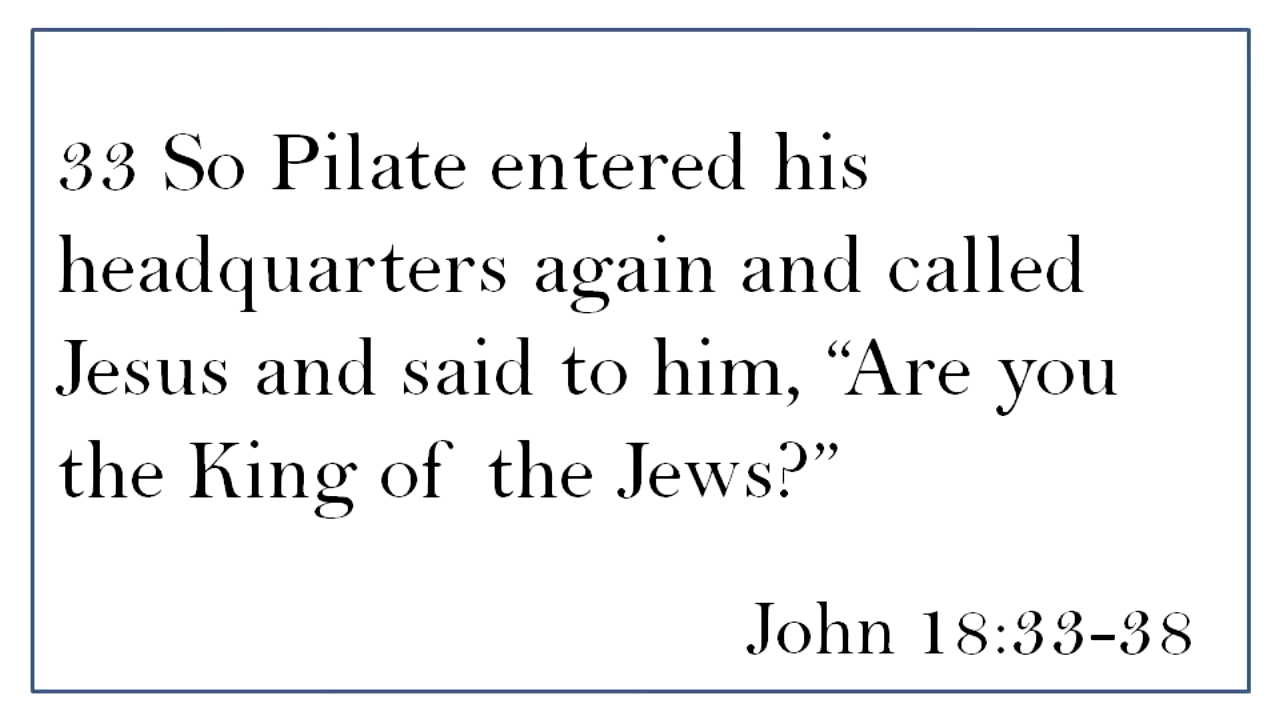 33 So Pilate entered his
headquarters again and called
Jesus and said to him, “Are you
the King of the Jews?”
John 18:33-38